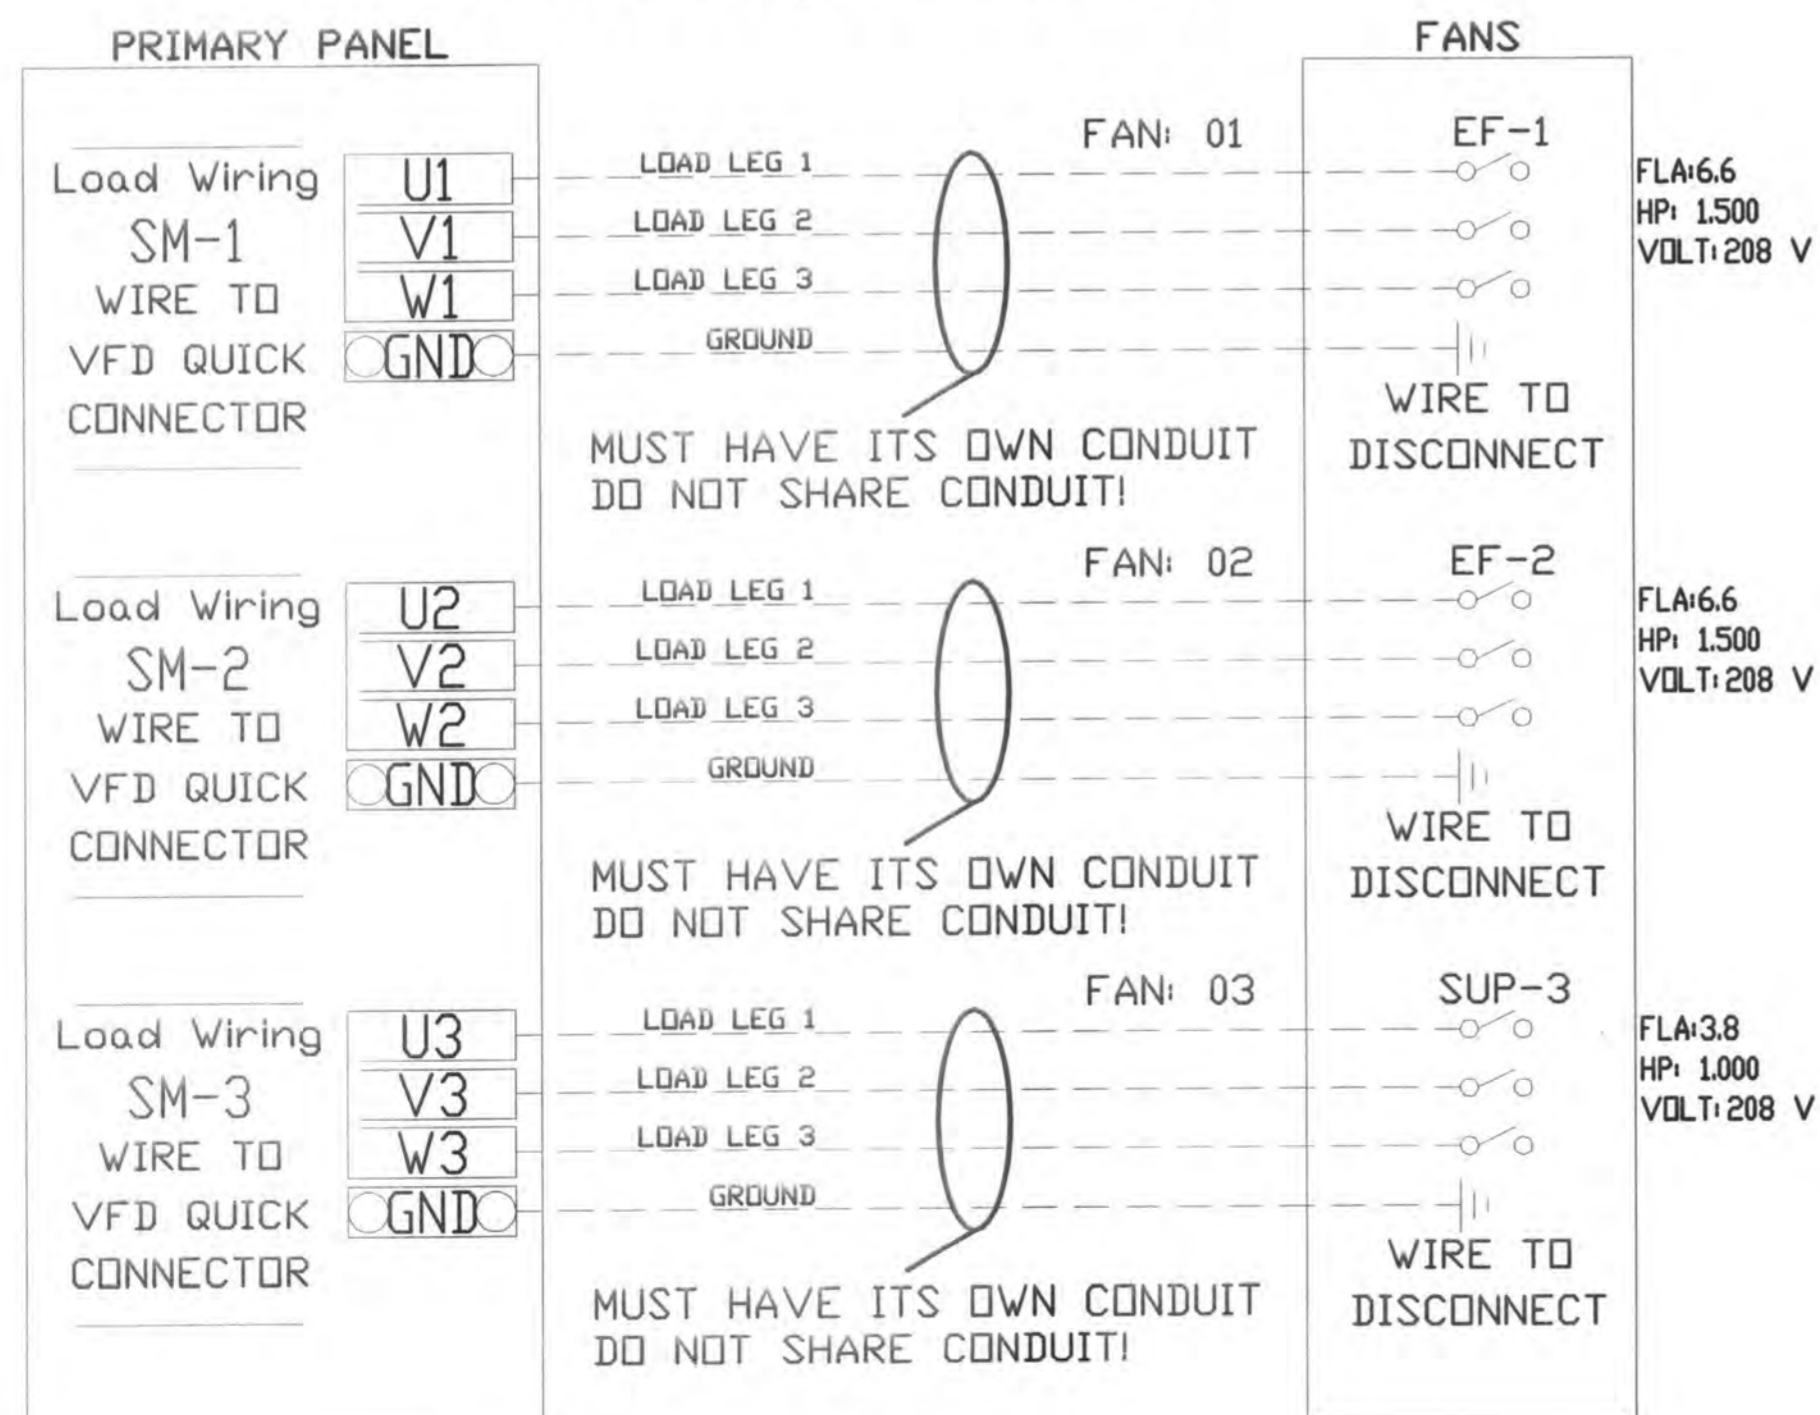 PRIMARY PANEL
FANS
FAN: 01
EF-1
Load Wiring
SM-1
WIRE TO
VFD QUICK
CONNECTOR
U1
V1
W1
GND
LOAD LEG 1
LOAD LEG 2
LOAD LEG 3
GROUND
MUST HAVE ITS OWN CONDUIT
DO NOT SHARE CONDUIT!
WIRE TO
DISCONNECT
FLA:6.6
HP: 1.500
VOLT:208 V
FAN: 02
EF-2
Load Wiring
SM-2
WIRE TO
VFD QUICK
CONNECTOR
U2
V2
W2
GND
LOAD LEG 1
LOAD LEG 2
LOAD LEG 3
GROUND
MUST HAVE ITS OWN CONDUIT
DO NOT SHARE CONDUIT!
WIRE TO
DISCONNECT
FLA:6.6
HP: 1.500
VOLT:208 V
FAN: 03
SUP-3
Load Wiring
SM-3
WIRE TO
VFD QUICK
CONNECTOR
U3
V3
W3
GND
LOAD LEG 1
LOAD LEG 2
LOAD LEG 3
GROUND
MUST HAVE ITS OWN CONDUIT
DO NOT SHARE CONDUIT!
WIRE TO
DISCONNECT
FLA:3.8
HP: 1.000
VOLT:208 V